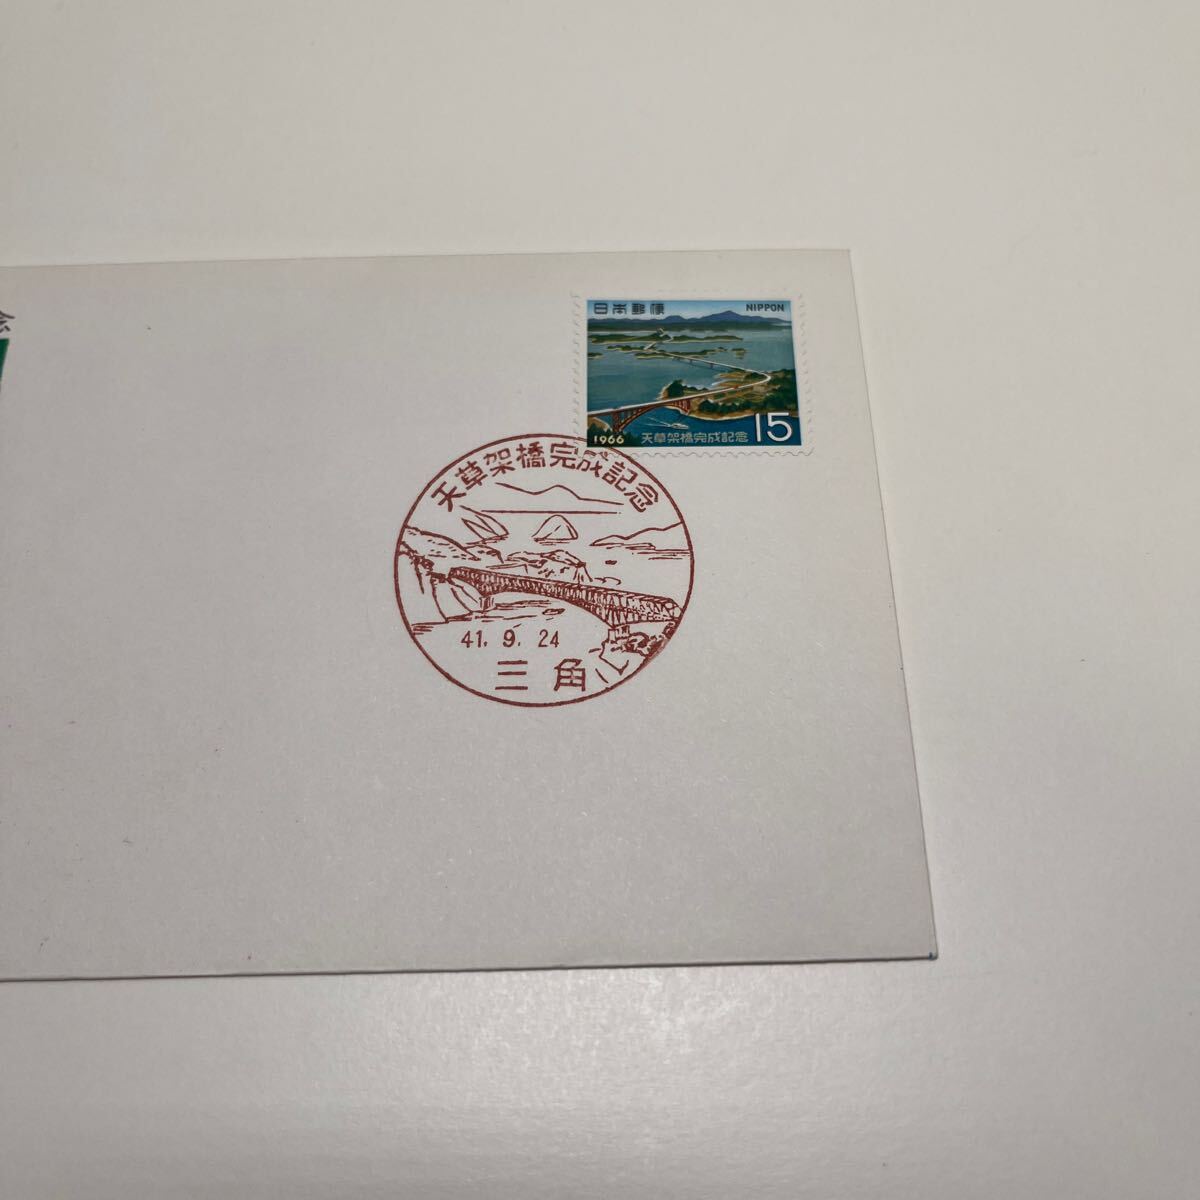 念
日本郵便 NIPPON
1966 天草架橋完成記念 15
天草架橋完成記念
41. 9. 24
三角